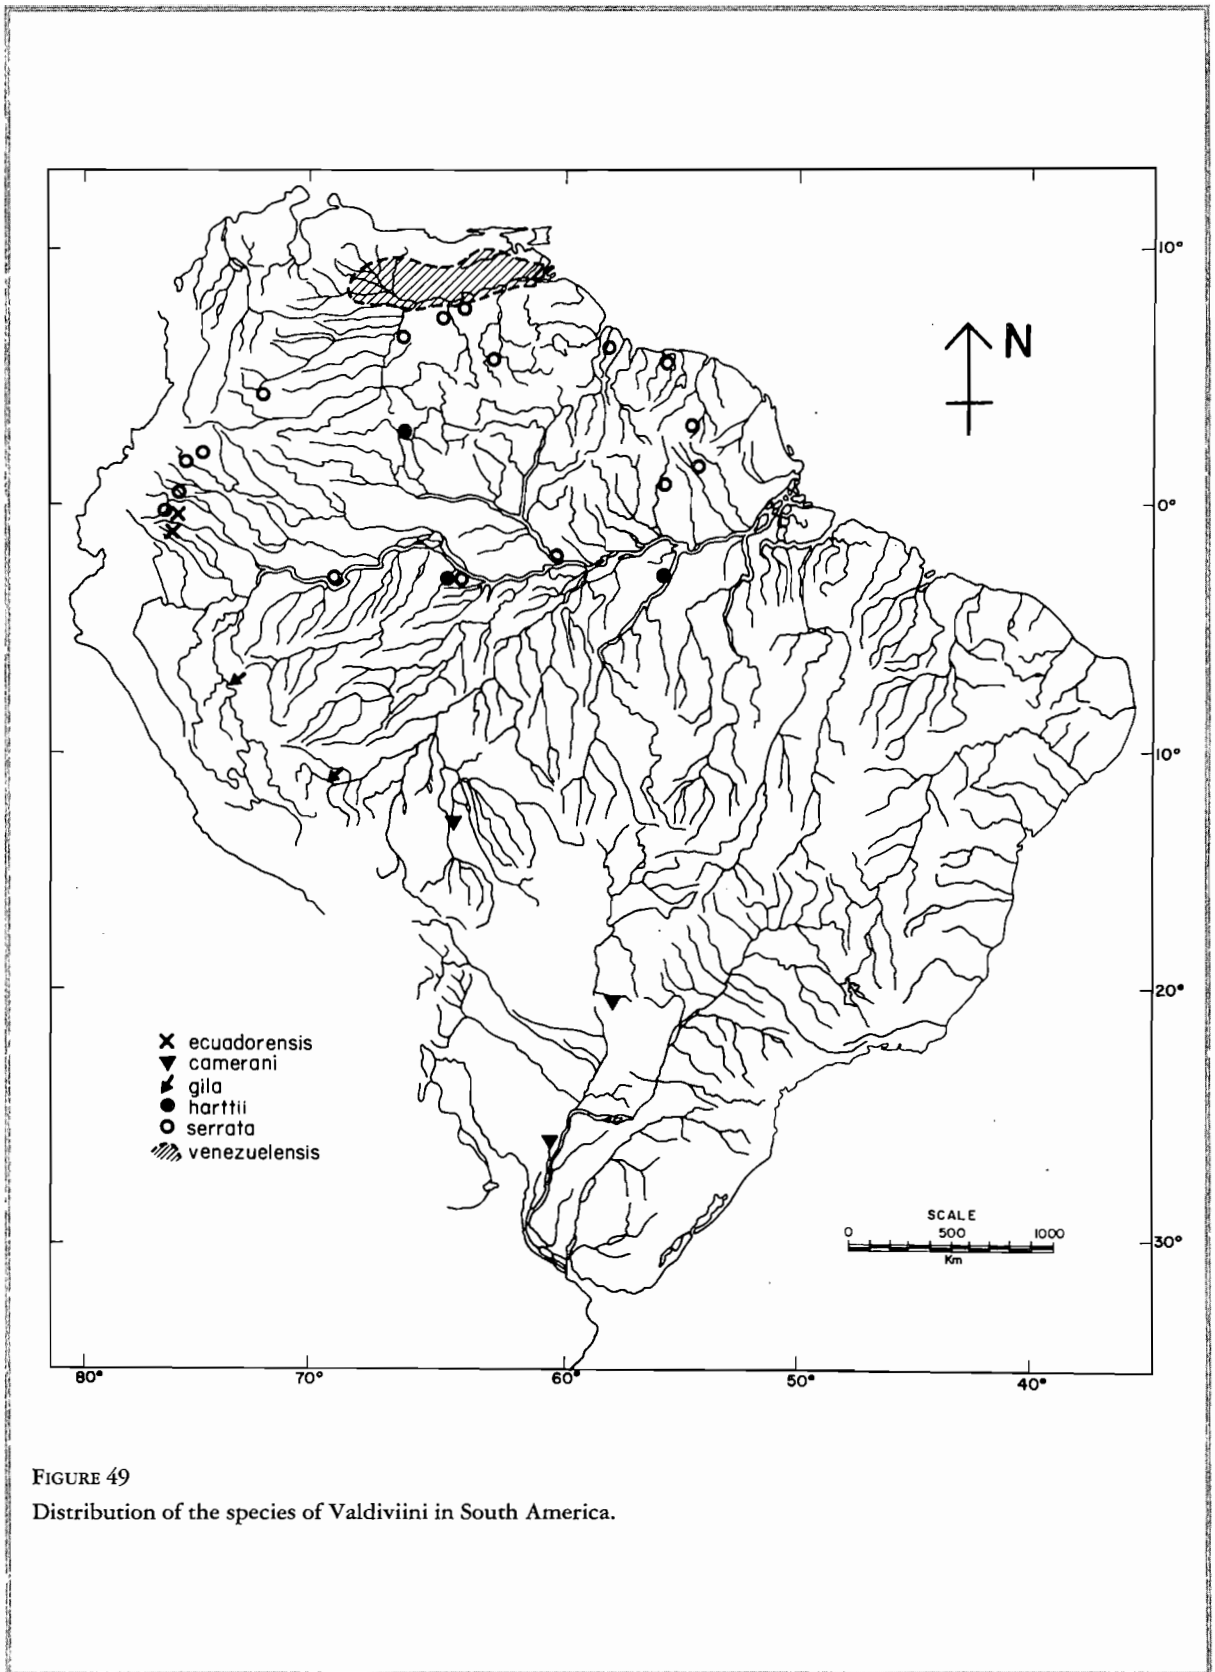 N
10°
0°
10°
20°
30°
ecuadorensis
camerani
gila
harttii
serrata
venezuelensis
SCALE
0 500 1000
Km
80° 70° 60° 50° 40°
FIGURE 49
Distribution of the species of Valdiviini in South America.